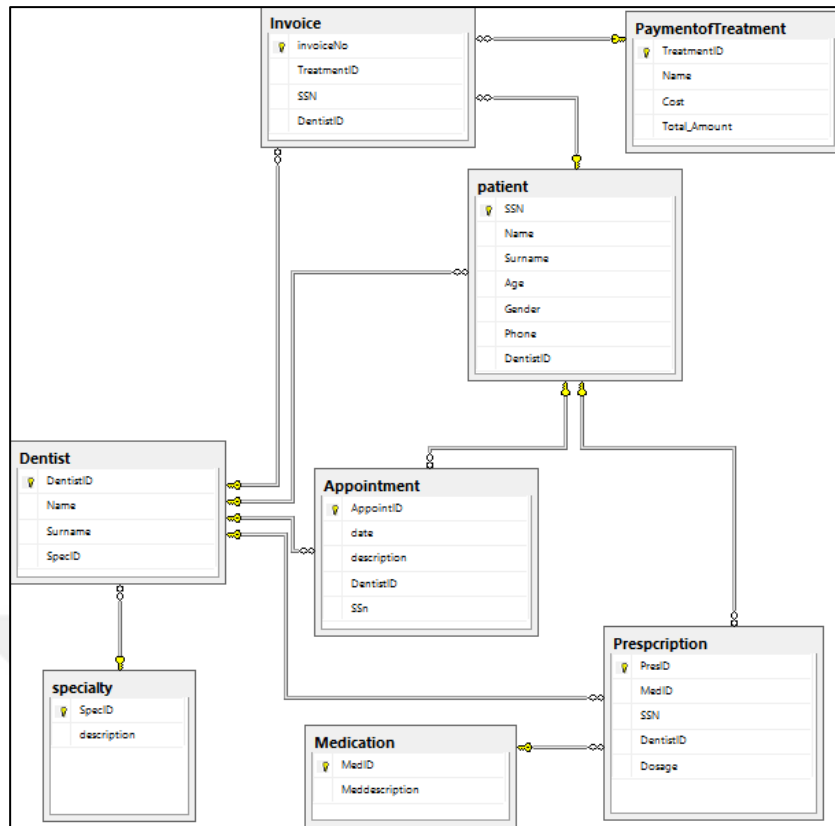 Invoice
invoiceNo
TreatmentID
SSN
DentistID
PaymentofTreatment
TreatmentID
Name
Cost
Total_Amount
patient
SSN
Name
Surname
Age
Gender
Phone
DentistID
Dentist
DentistID
Name
Surname
SpecID
Appointment
AppointID
date
description
DentistID
SSn
Prespcription
PresID
MedID
SSN
DentistID
Dosage
specialty
SpecID
description
Medication
MedID
Meddescription